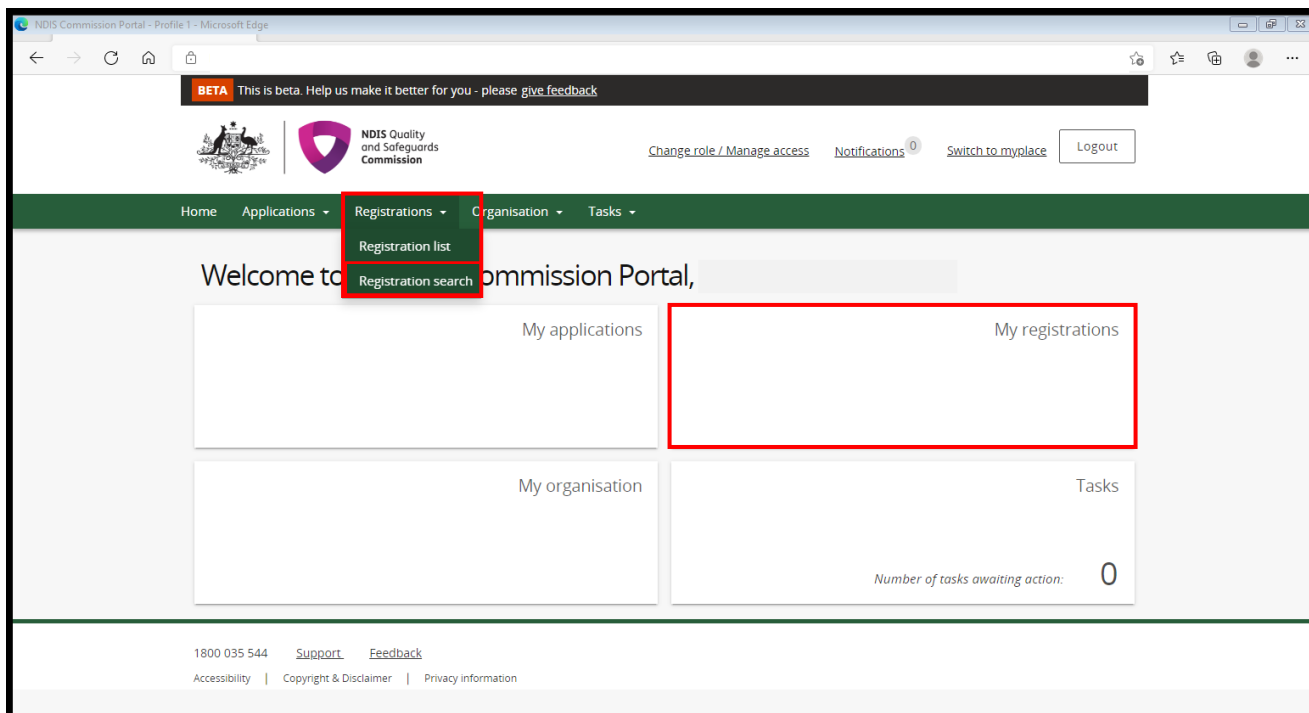 NDIS Commission Portal - Profile 1 - Microsoft Edge
BETA This is beta. Help us make it better for you - please give feedback
NDIS Quality
and Safeguards
Commission
Change role / Manage access Notifications 0 Switch to myplace Logout
Home Applications Registrations Organisation Tasks
Registration list
Registration search
Welcome to ommission Portal,
My applications
My registrations
My organisation
Tasks
Number of tasks awaiting action: 0
1800 035 544 Support Feedback
Accessibility | Copyright & Disclaimer | Privacy information